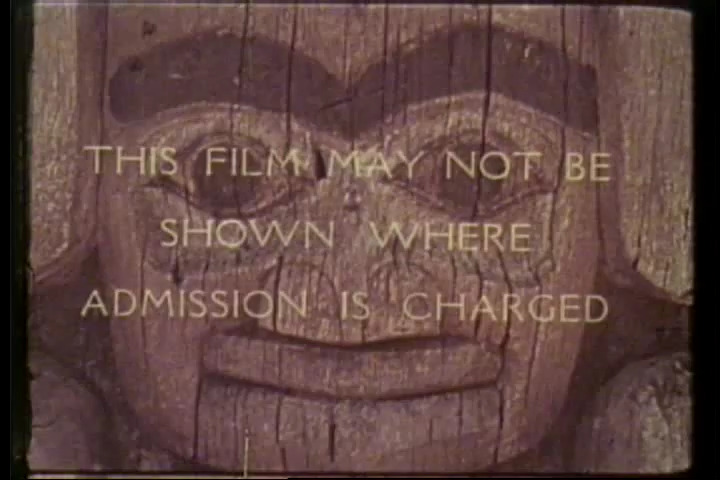 THIS FILM MAY NOT BE
SHOWN WHERE
ADMISSION IS CHARGED